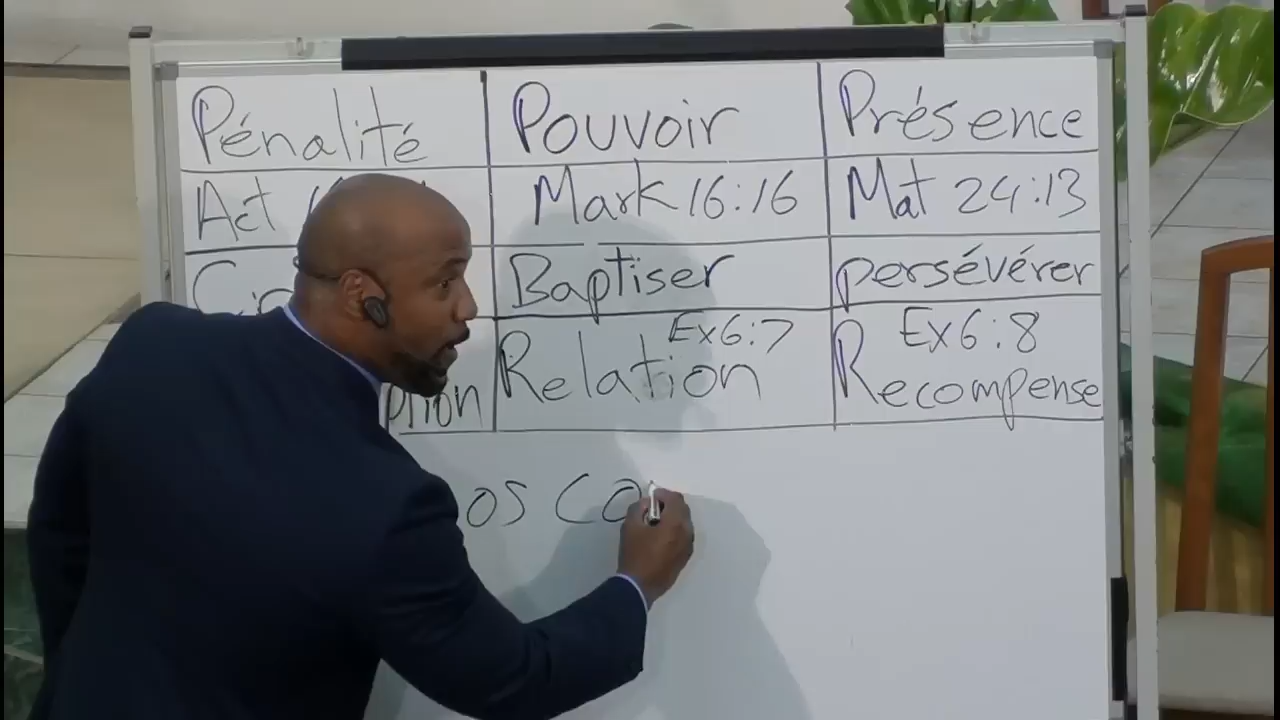 Pénalité Pouvoir Présence
Act Mark 16:16 Mat 24:13
Baptiser persévérer
Ex 6:7 Ex 6:8
Relation Recompense